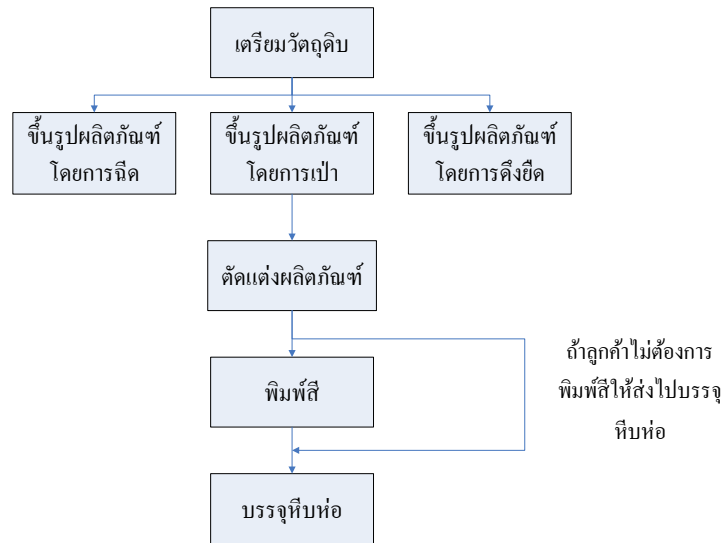 เตรียมวัตถุดิบ
ขึ้นรูปผลิตภัณฑ์
โดยการฉีด
ขึ้นรูปผลิตภัณฑ์
โดยการเป่า
ขึ้นรูปผลิตภัณฑ์
โดยการดึงยืด
ตัดแต่งผลิตภัณฑ์
ถ้าลูกค้าไม่ต้องการ
พิมพ์สีให้ส่งไปบรรจุ
หีบห่อ
พิมพ์สี
บรรจุหีบห่อ